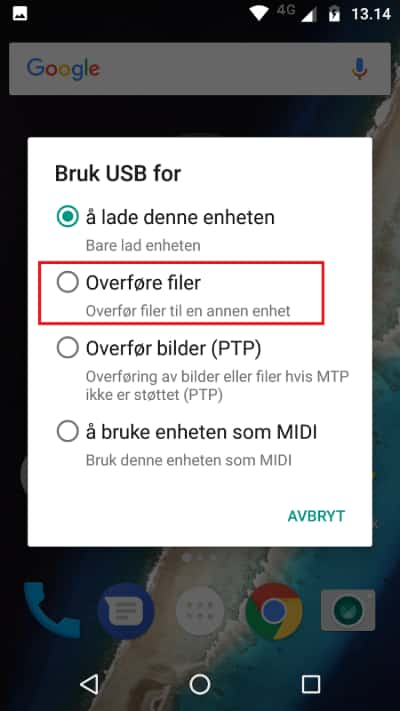 4G 13.14
Google
Bruk USB for
å lade denne enheten
Bare lad enheten
Overføre filer
Overfør filer til en annen enhet
Overfør bilder (PTP)
Overføring av bilder eller filer hvis MTP
ikke er støttet (PTP)
å bruke enheten som MIDI
Bruk denne enheten som MIDI
AVBRYT